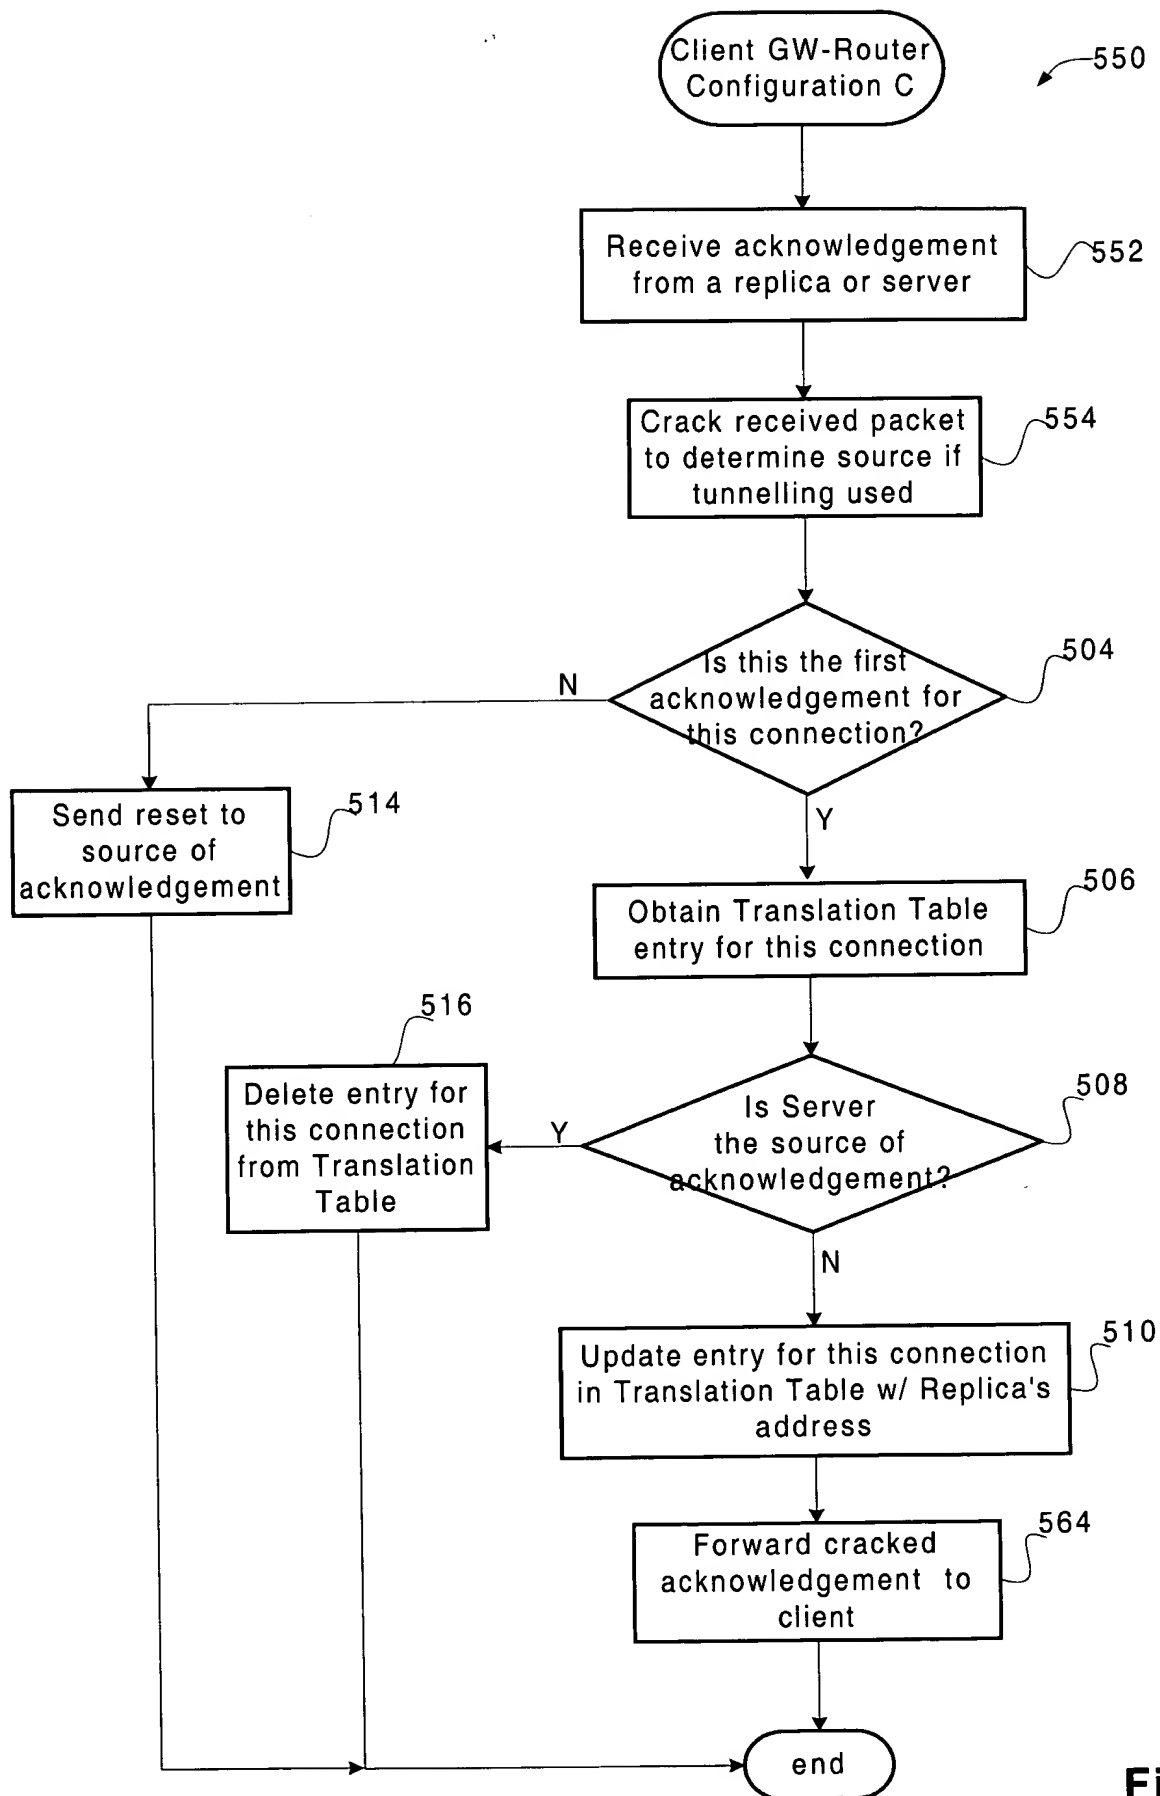 Client GW-Router
Configuration C
550
Receive acknowledgement
from a replica or server
552
Crack received packet
to determine source if
tunnelling used
554
Is this the first
acknowledgement for
this connection?
504
N
Y
Send reset to
source of
acknowledgement
514
Obtain Translation Table
entry for this connection
506
Is Server
the source of
acknowledgement?
508
Y
N
Delete entry for
this connection
from Translation
Table
516
Update entry for this connection
in Translation Table w/ Replica's
address
510
Forward cracked
acknowledgement to
client
564
end